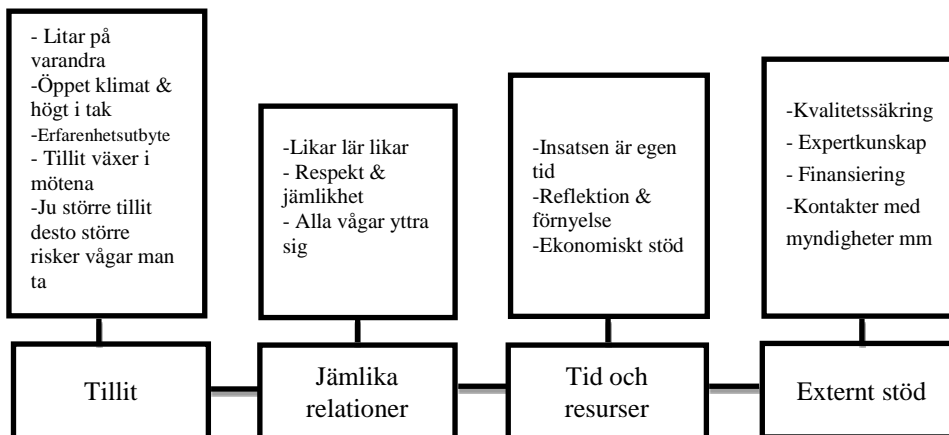 - Litar på
varandra
-Öppet klimat &
högt i tak
-Erfarenhetsutbyte
- Tillit växer i
mötena
-Ju större tillit
desto större
risker vågar man
ta
-Likar lär likar
- Respekt &
jämlikhet
- Alla vågar yttra
sig
-Insatsen är egen
tid
-Reflektion &
förnyelse
-Ekonomiskt stöd
-Kvalitetssäkring
- Expertkunskap
- Finansiering
-Kontakter med
myndigheter mm
Tillit
Jämlika
relationer
Tid och
resurser
Externt stöd